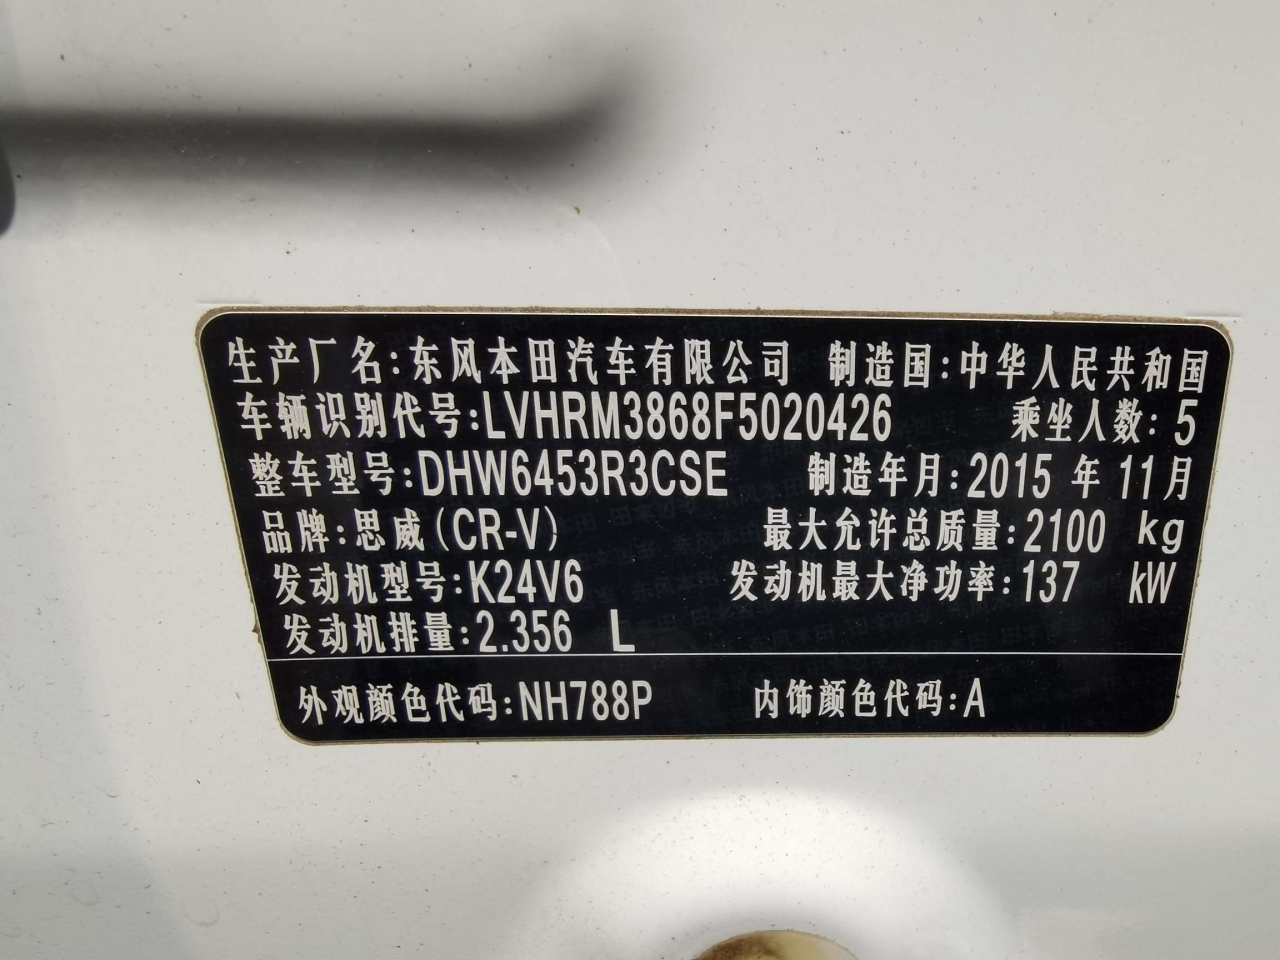 生产厂名:东风本田汽车有限公司 制造国:中华人民共和国
车辆识别代号:LVHRM3868F5020426 乘坐人数:5
整车型号:DHW6453R3CSE 制造年月:2015年11月
品牌:思威(CR-V) 最大允许总质量:2100 kg
发动机型号:K24V6 发动机最大净功率:137 kW
发动机排量:2.356 L
外观颜色代码:NH788P 内饰颜色代码:A